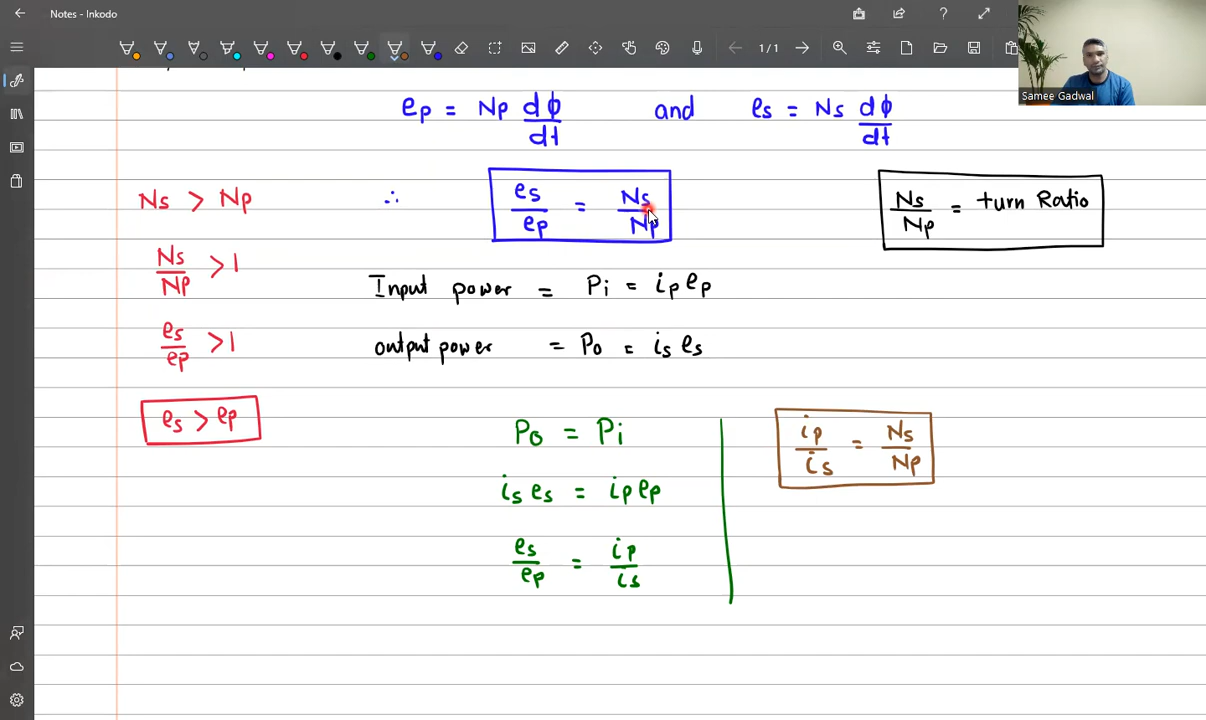 Notes - Inkodo
1/1
Samee Gadwal
ep = Np dϕ/dt and es = Ns dϕ/dt
Ns > Np
∴ es/ep = Ns/Np
Ns/Np = turn Ratio
Ns/Np > 1
Input power = Pi = ip ep
es/ep > 1
output power = Po = is es
es > ep
Po = Pi
ip/is = Ns/Np
is es = ip ep
es/ep = ip/is